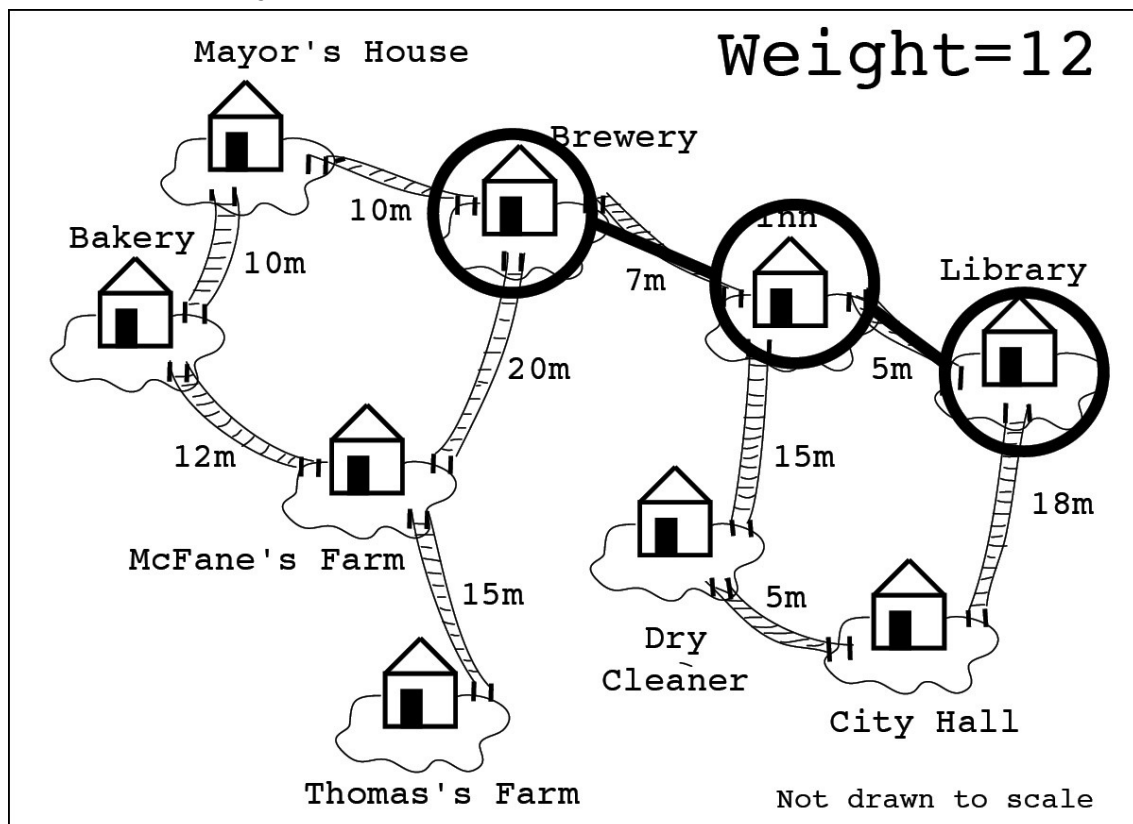 Mayor's House
Weight=12
Brewery
10m
Inn
Bakery
10m
7m
Library
20m
5m
12m
15m
18m
McFane's Farm
15m
5m
Dry
Cleaner
City Hall
Thomas's Farm
Not drawn to scale